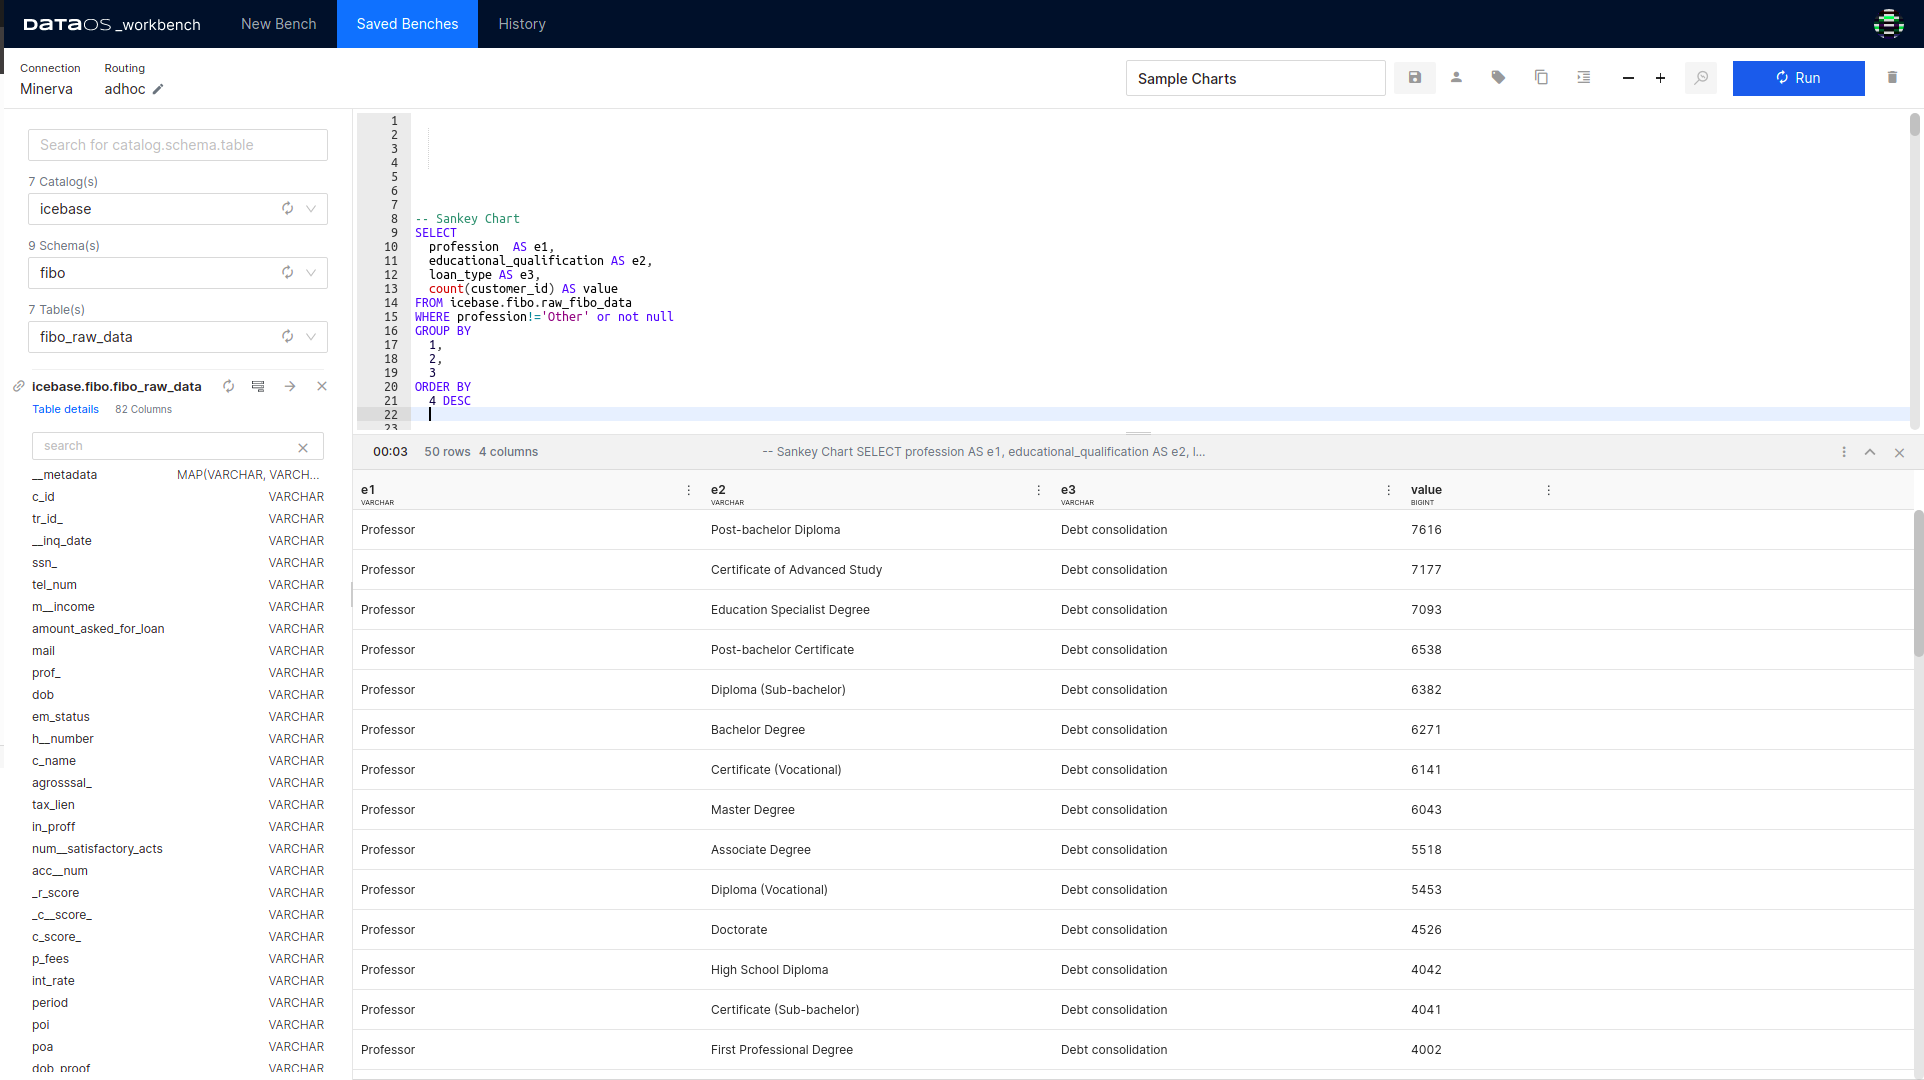 DATAOS _workbench
New Bench
Saved Benches
History
Connection
Routing
Minerva
adhoc
Sample Charts
Run
Search for catalog.schema.table
7 Catalog(s)
icebase
9 Schema(s)
fibo
7 Table(s)
fibo_raw_data
icebase.fibo.fibo_raw_data
Table details 82 Columns
search
__metadata MAP(VARCHAR, VARCH...
c_id VARCHAR
tr_id_ VARCHAR
__inq_date VARCHAR
ssn_ VARCHAR
tel_num VARCHAR
m__income VARCHAR
amount_asked_for_loan VARCHAR
mail VARCHAR
prof_ VARCHAR
dob VARCHAR
em_status VARCHAR
h__number VARCHAR
c_name VARCHAR
agrosssal_ VARCHAR
tax_lien VARCHAR
in_proff VARCHAR
num__satisfactory_acts VARCHAR
acc__num VARCHAR
_r_score VARCHAR
_c__score_ VARCHAR
c_score_ VARCHAR
p_fees VARCHAR
int_rate VARCHAR
period VARCHAR
poi VARCHAR
poa VARCHAR
dob_proof VARCHAR
1
2
3
4
5
6
7
8 -- Sankey Chart
9 SELECT
10 profession  AS e1,
11 educational_qualification AS e2,
12 loan_type AS e3,
13 count(customer_id) AS value
14 FROM icebase.fibo.raw_fibo_data
15 WHERE profession!='Other' or not null
16 GROUP BY
17 1,
18 2,
19 3
20 ORDER BY
21 4 DESC
22
23
00:03 50 rows 4 columns -- Sankey Chart SELECT profession AS e1, educational_qualification AS e2, l...
e1 e2 e3 value
VARCHAR VARCHAR VARCHAR BIGINT
Professor Post-bachelor Diploma Debt consolidation 7616
Professor Certificate of Advanced Study Debt consolidation 7177
Professor Education Specialist Degree Debt consolidation 7093
Professor Post-bachelor Certificate Debt consolidation 6538
Professor Diploma (Sub-bachelor) Debt consolidation 6382
Professor Bachelor Degree Debt consolidation 6271
Professor Certificate (Vocational) Debt consolidation 6141
Professor Master Degree Debt consolidation 6043
Professor Associate Degree Debt consolidation 5518
Professor Diploma (Vocational) Debt consolidation 5453
Professor Doctorate Debt consolidation 4526
Professor High School Diploma Debt consolidation 4042
Professor Certificate (Sub-bachelor) Debt consolidation 4041
Professor First Professional Degree Debt consolidation 4002